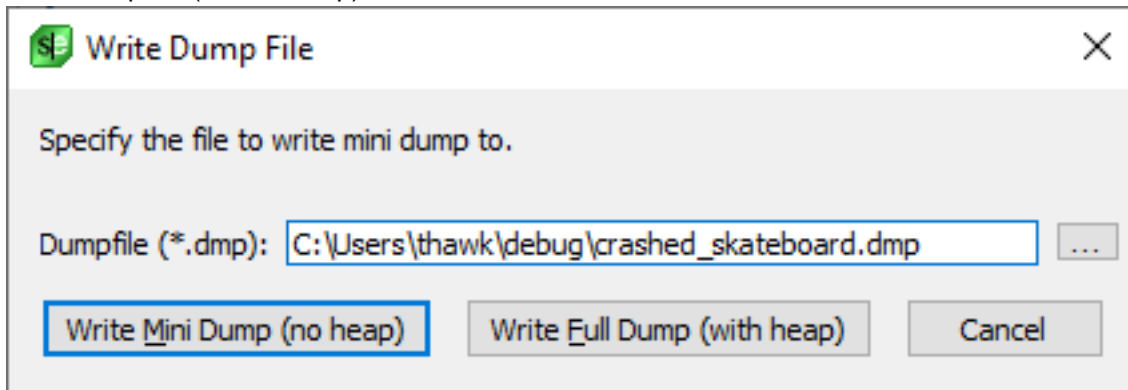 Write Dump File
Specify the file to write mini dump to.
Dumpfile (*.dmp): C:\Users\thawk\debug\crashed_skateboard.dmp ...
Write Mini Dump (no heap) Write Full Dump (with heap) Cancel